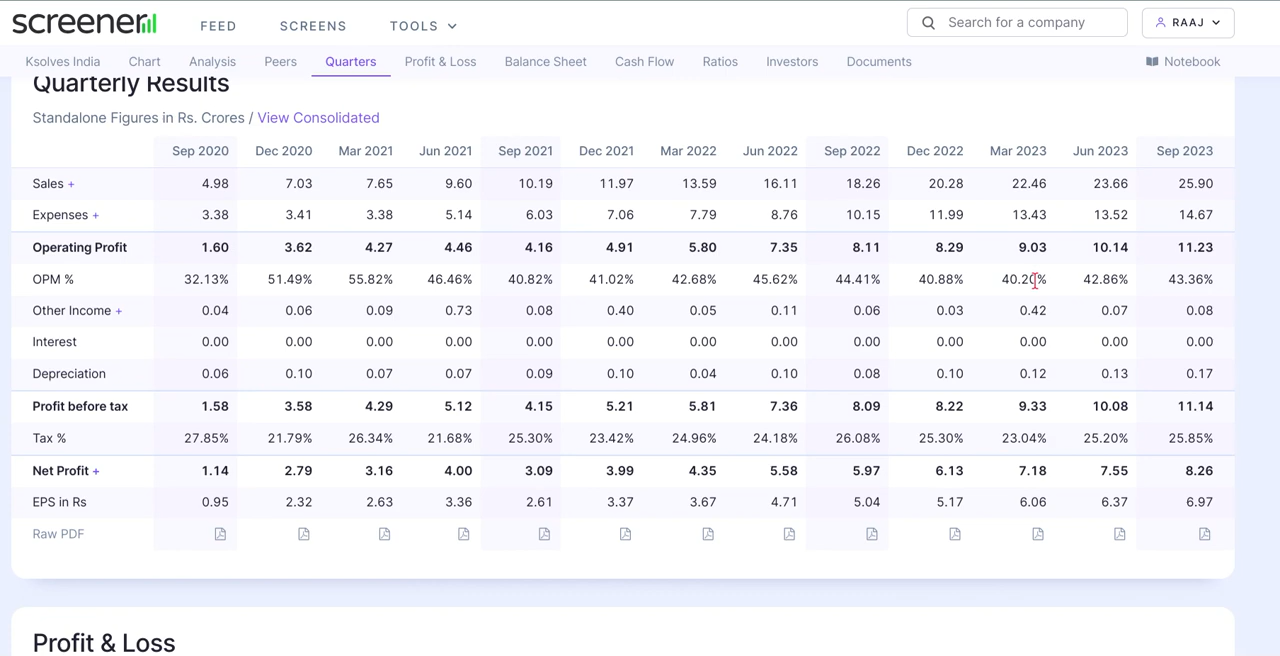 screener FEED SCREENS TOOLS Search for a company RAAJ
Ksolves India Chart Analysis Peers Quarters Profit & Loss Balance Sheet Cash Flow Ratios Investors Documents Notebook
Quarterly Results
Standalone Figures in Rs. Crores / View Consolidated
Sep 2020 Dec 2020 Mar 2021 Jun 2021 Sep 2021 Dec 2021 Mar 2022 Jun 2022 Sep 2022 Dec 2022 Mar 2023 Jun 2023 Sep 2023
Sales + 4.98 7.03 7.65 9.60 10.19 11.97 13.59 16.11 18.26 20.28 22.46 23.66 25.90
Expenses + 3.38 3.41 3.38 5.14 6.03 7.06 7.79 8.76 10.15 11.99 13.43 13.52 14.67
Operating Profit 1.60 3.62 4.27 4.46 4.16 4.91 5.80 7.35 8.11 8.29 9.03 10.14 11.23
OPM % 32.13% 51.49% 55.82% 46.46% 40.82% 41.02% 42.68% 45.62% 44.41% 40.88% 40.20% 42.86% 43.36%
Other Income + 0.04 0.06 0.09 0.73 0.08 0.40 0.05 0.11 0.06 0.03 0.42 0.07 0.08
Interest 0.00 0.00 0.00 0.00 0.00 0.00 0.00 0.00 0.00 0.00 0.00 0.00 0.00
Depreciation 0.06 0.10 0.07 0.07 0.09 0.10 0.04 0.10 0.08 0.10 0.12 0.13 0.17
Profit before tax 1.58 3.58 4.29 5.12 4.15 5.21 5.81 7.36 8.09 8.22 9.33 10.08 11.14
Tax % 27.85% 21.79% 26.34% 21.68% 25.30% 23.42% 24.96% 24.18% 26.08% 25.30% 23.04% 25.20% 25.85%
Net Profit + 1.14 2.79 3.16 4.00 3.09 3.99 4.35 5.58 5.97 6.13 7.18 7.55 8.26
EPS in Rs 0.95 2.32 2.63 3.36 2.61 3.37 3.67 4.71 5.04 5.17 6.06 6.37 6.97
Raw PDF
Profit & Loss